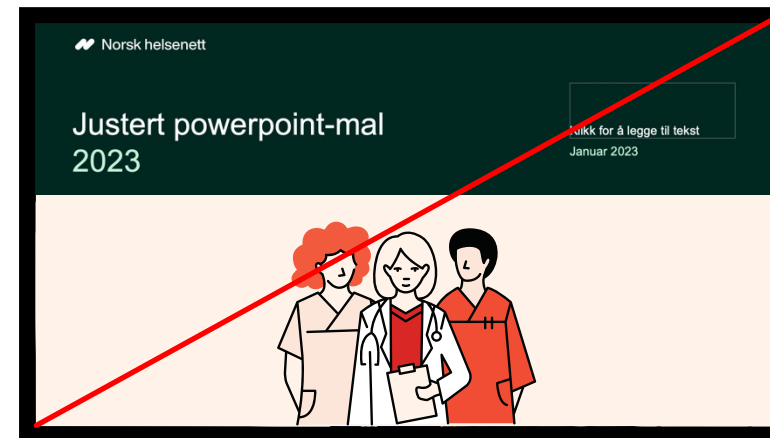 Norsk helsenett
Justert powerpoint-mal
2023
Klikk for å legge til tekst
Januar 2023